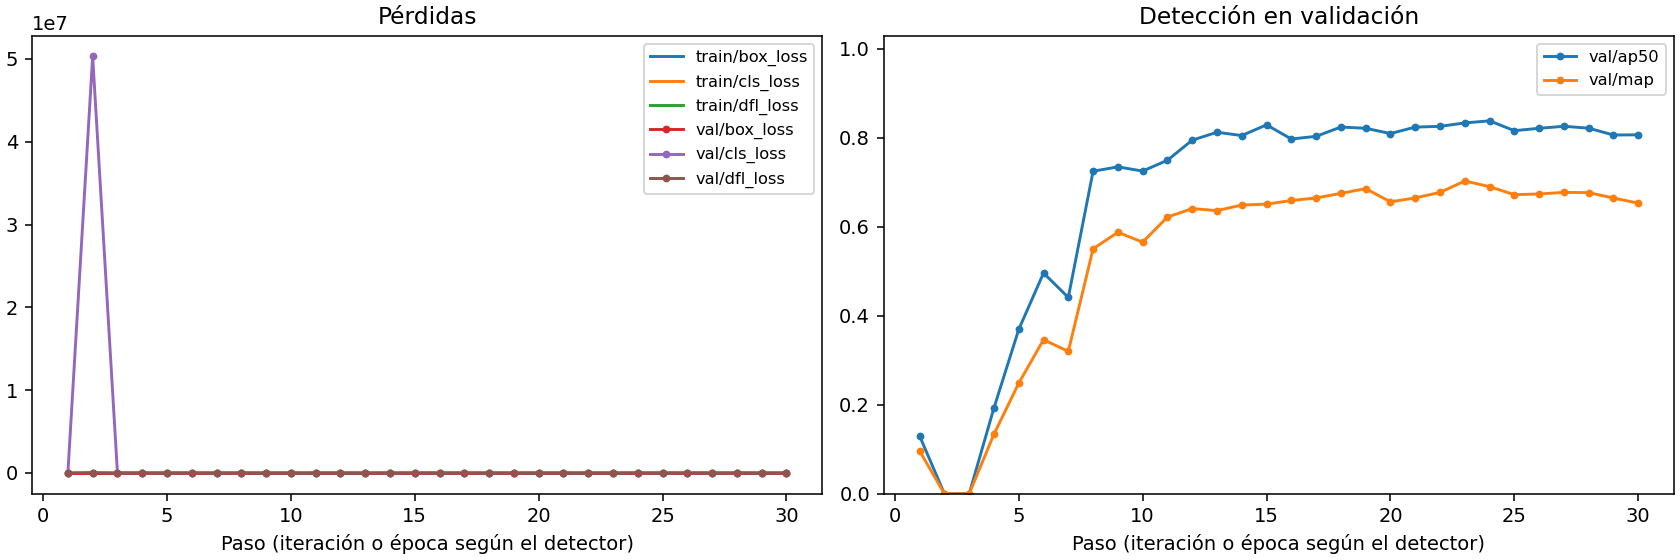 Pérdidas
1e7
5
4
3
2
1
0
0 5 10 15 20 25 30
Paso (iteración o época según el detector)
train/box_loss
train/cls_loss
train/dfl_loss
val/box_loss
val/cls_loss
val/dfl_loss
Detección en validación
1.0
0.8
0.6
0.4
0.2
0.0
0 5 10 15 20 25 30
Paso (iteración o época según el detector)
val/ap50
val/map